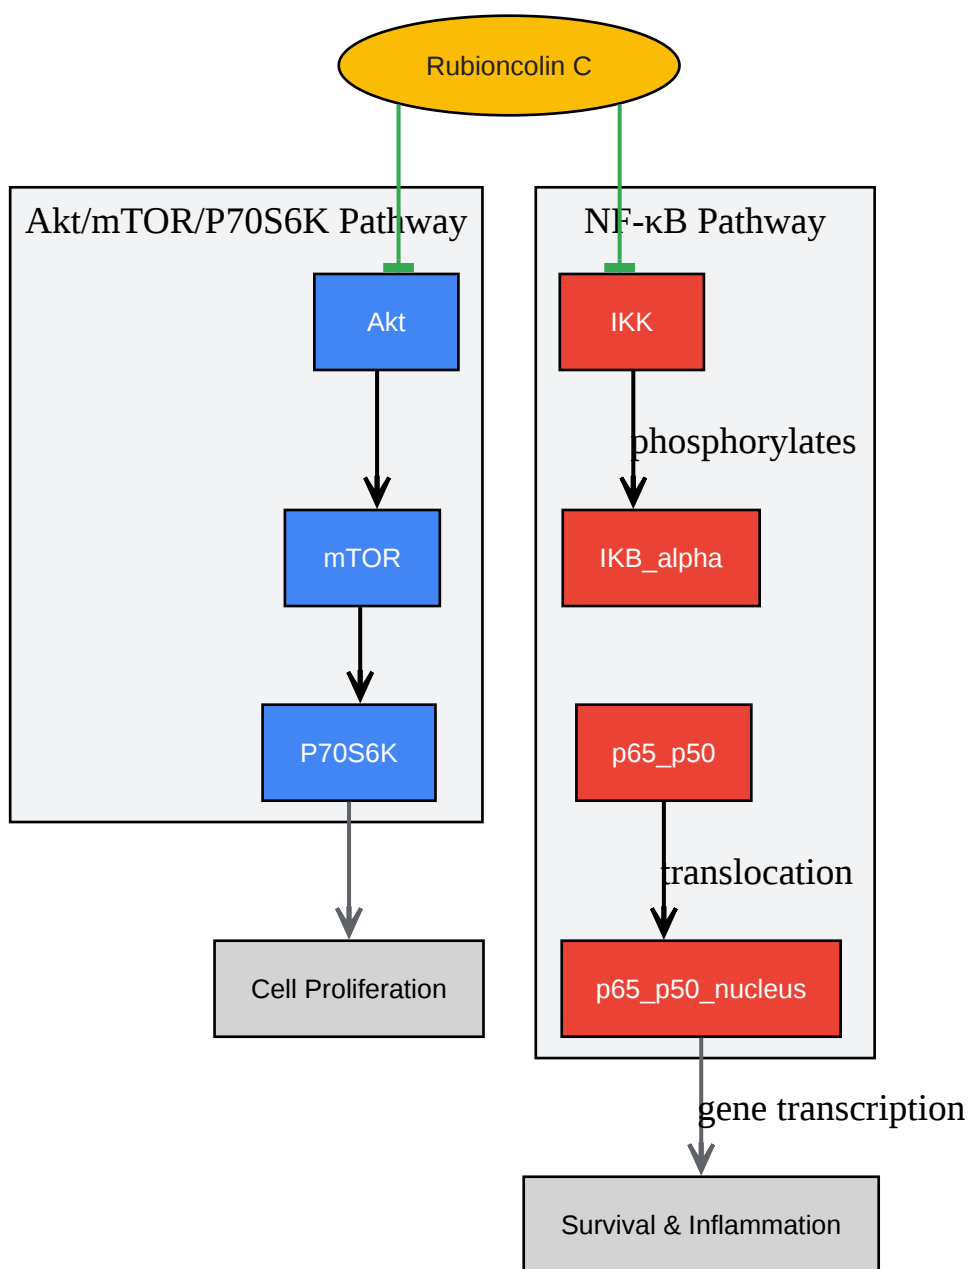 Rubioncolin C
Akt/mTOR/P70S6K Pathway
Akt
mTOR
P70S6K
Cell Proliferation
NF-κB Pathway
IKK
phosphorylates
IKB_alpha
p65_p50
translocation
p65_p50_nucleus
gene transcription
Survival & Inflammation